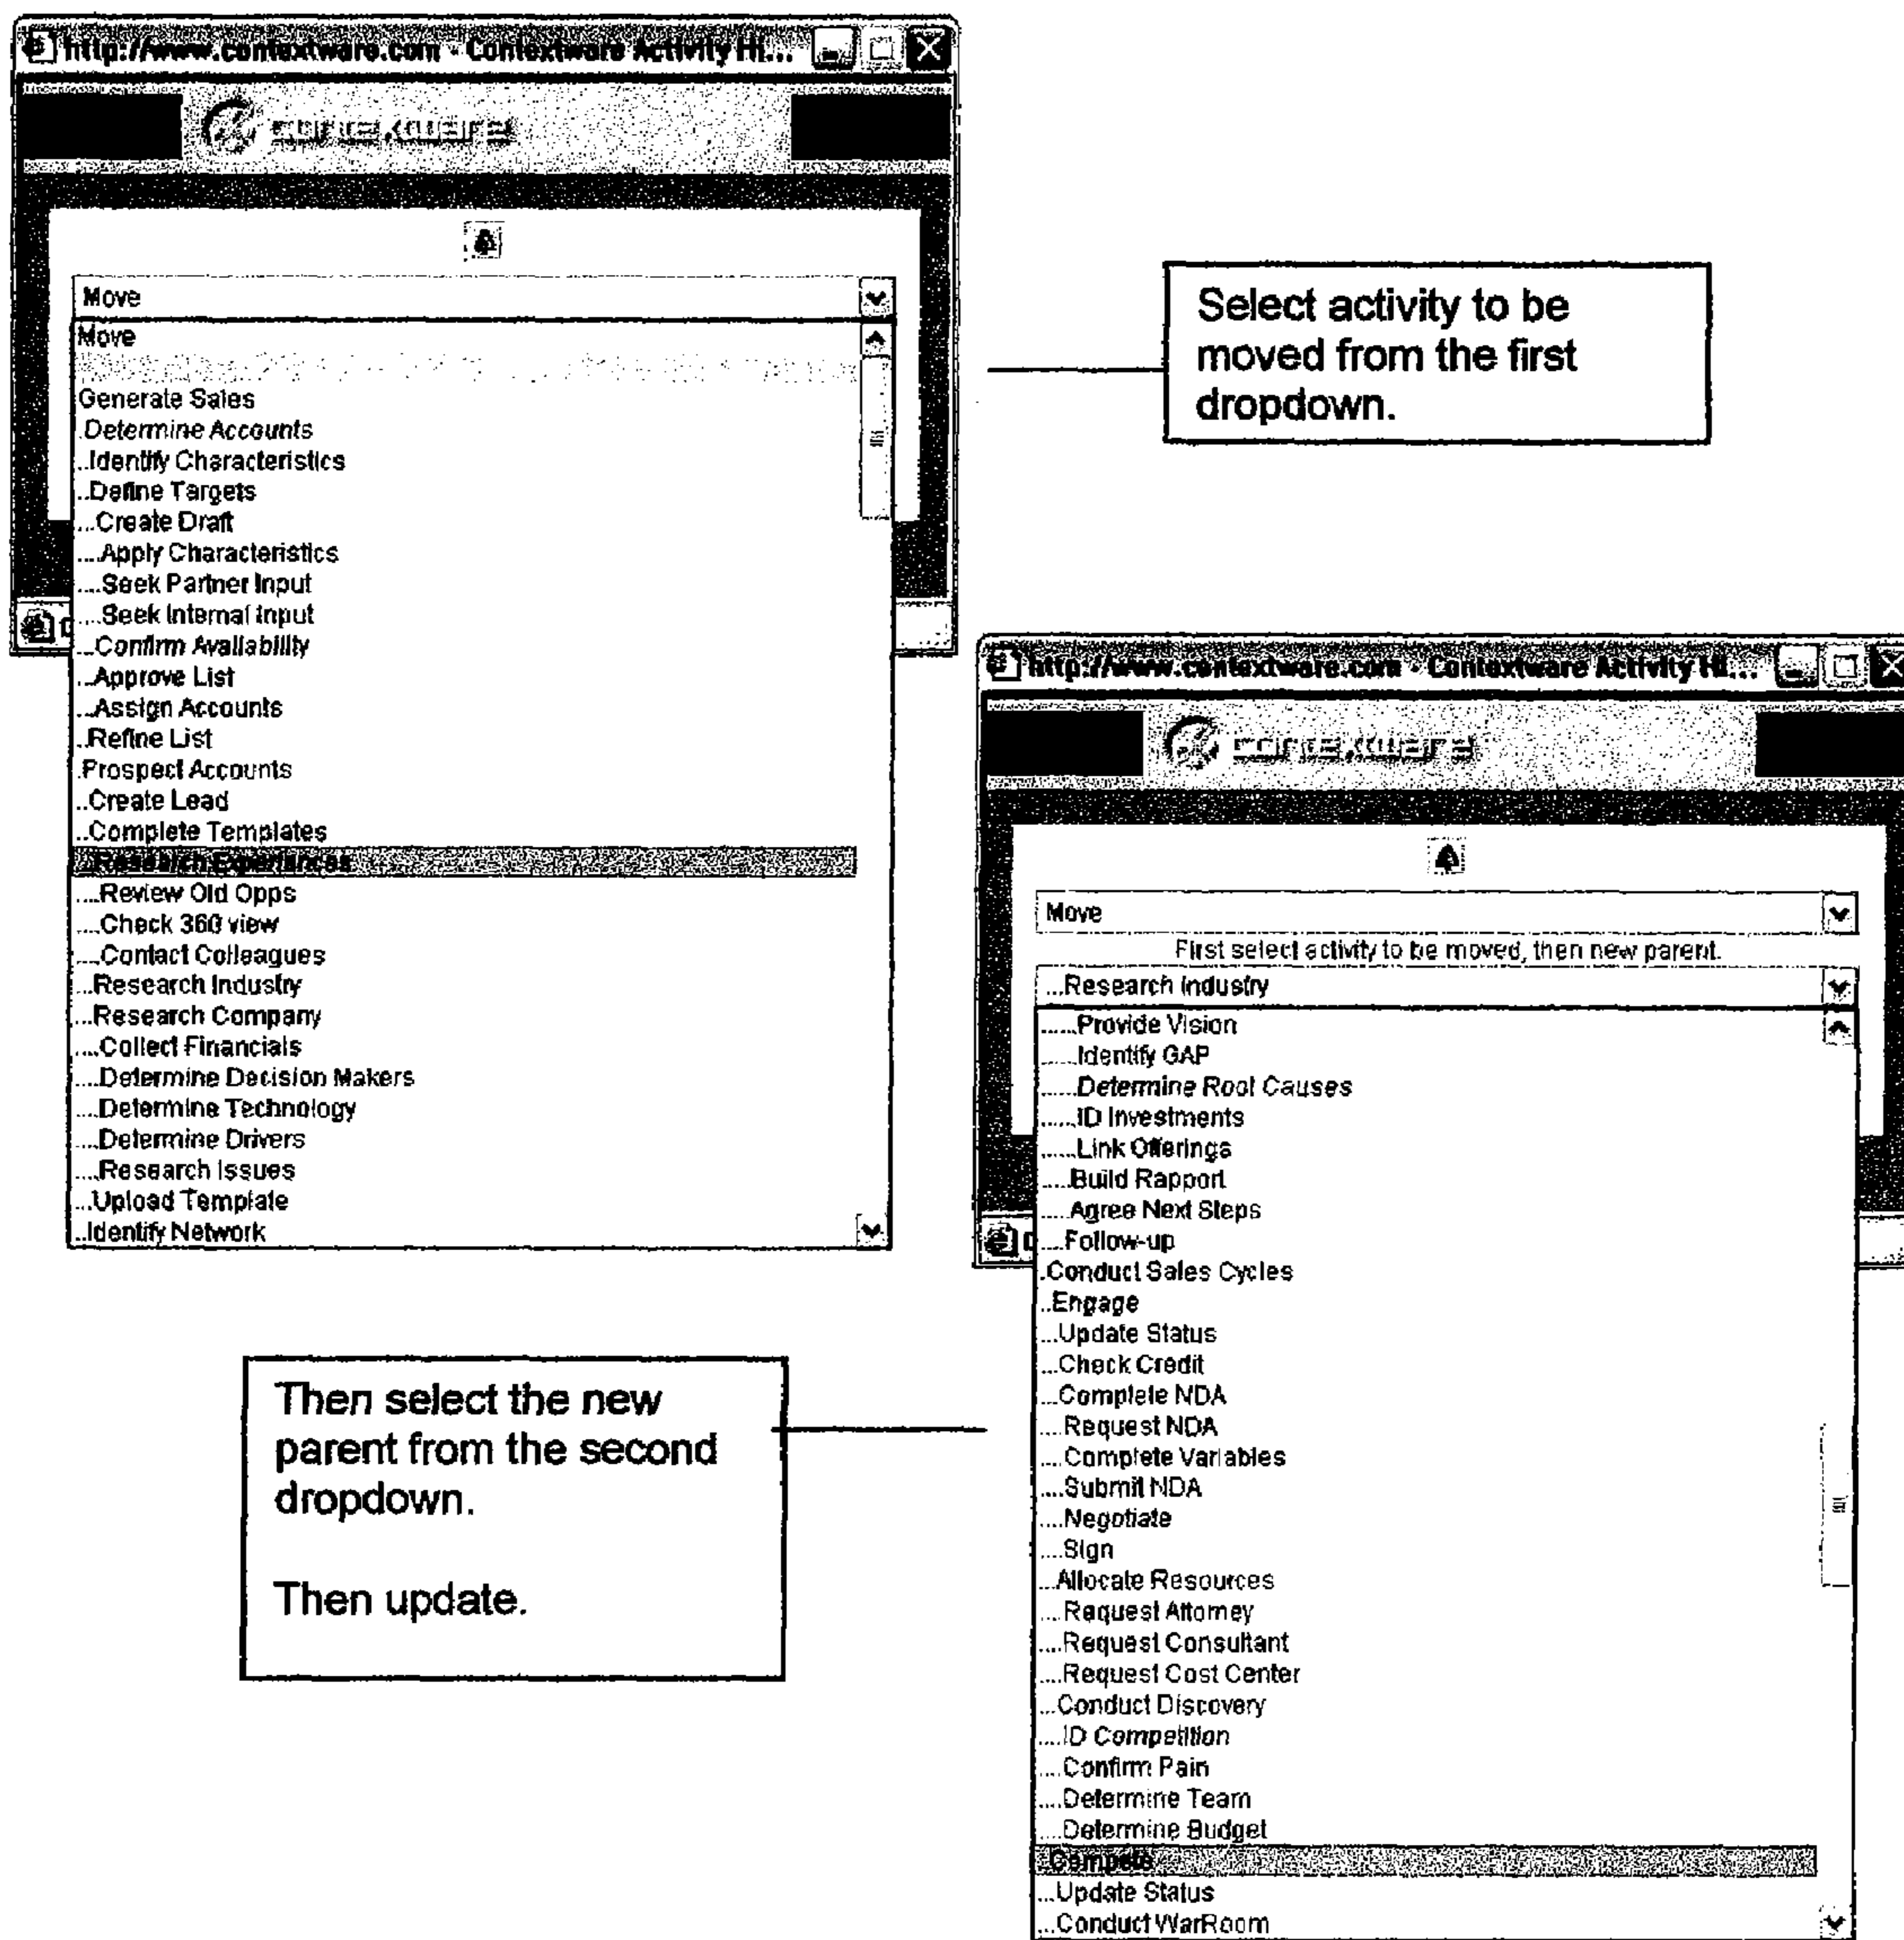 http://www.contextware.com - Contextware Activity Hi...
contextware
Move
Move
Generate Sales
.Determine Accounts
..Identify Characteristics
..Define Targets
...Create Draft
....Apply Characteristics
....Seek Partner Input
....Seek Internal Input
...Confirm Availability
...Approve List
...Assign Accounts
..Refine List
.Prospect Accounts
..Create Lead
..Complete Templates
...Research Experiences
....Review Old Opps
....Check 360 view
....Contact Colleagues
...Research Industry
...Research Company
....Collect Financials
....Determine Decision Makers
....Determine Technology
....Determine Drivers
....Research Issues
...Upload Template
..Identify Network
Select activity to be
moved from the first
dropdown.
http://www.contextware.com - Contextware Activity Hi...
contextware
Move
First select activity to be moved, then new parent.
...Research Industry
......Provide Vision
......Identify GAP
......Determine Root Causes
......ID Investments
......Link Offerings
.....Build Rapport
.....Agree Next Steps
....Follow-up
.Conduct Sales Cycles
..Engage
...Update Status
...Check Credit
...Complete NDA
....Request NDA
....Complete Variables
....Submit NDA
....Negotiate
....Sign
...Allocate Resources
....Request Attorney
....Request Consultant
....Request Cost Center
...Conduct Discovery
....ID Competition
....Confirm Pain
....Determine Team
....Determine Budget
..Compete
...Update Status
...Conduct WarRoom
Then select the new
parent from the second
dropdown.
Then update.